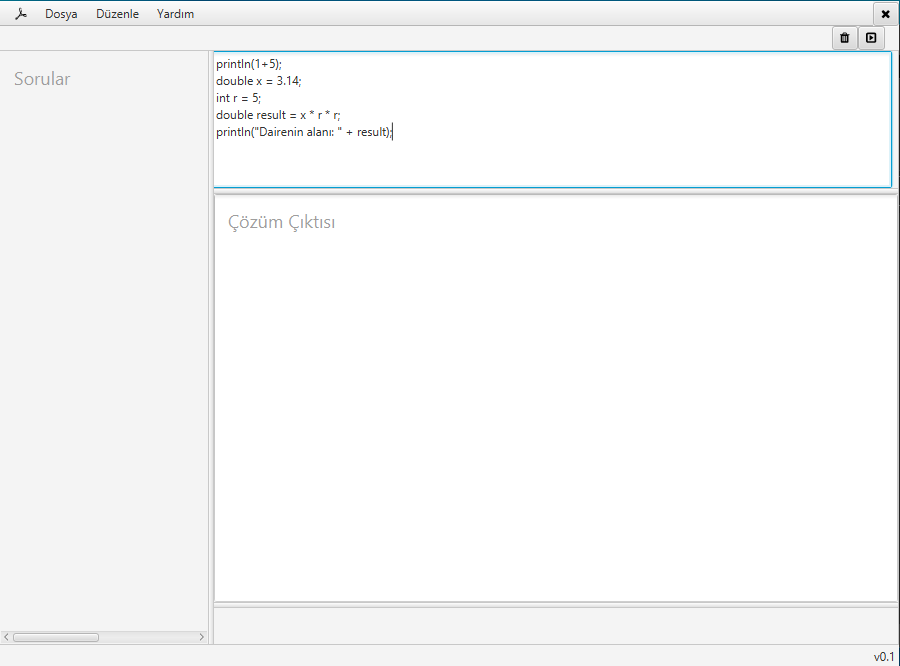 Dosya Düzenle Yardım
Sorular
println(1+5);
double x = 3.14;
int r = 5;
double result = x * r * r;
println("Dairenin alanı: " + result);
Çözüm Çıktısı
v0.1